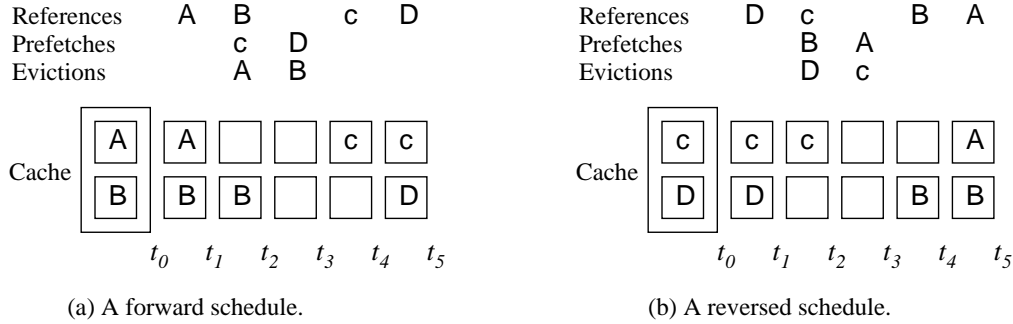 References A B c D
Prefetches c D
Evictions A B
A A c c
Cache
B B B D
t0 t1 t2 t3 t4 t5
(a) A forward schedule.
References D c B A
Prefetches B A
Evictions D c
c c c A
Cache
D D B B
t0 t1 t2 t3 t4 t5
(b) A reversed schedule.